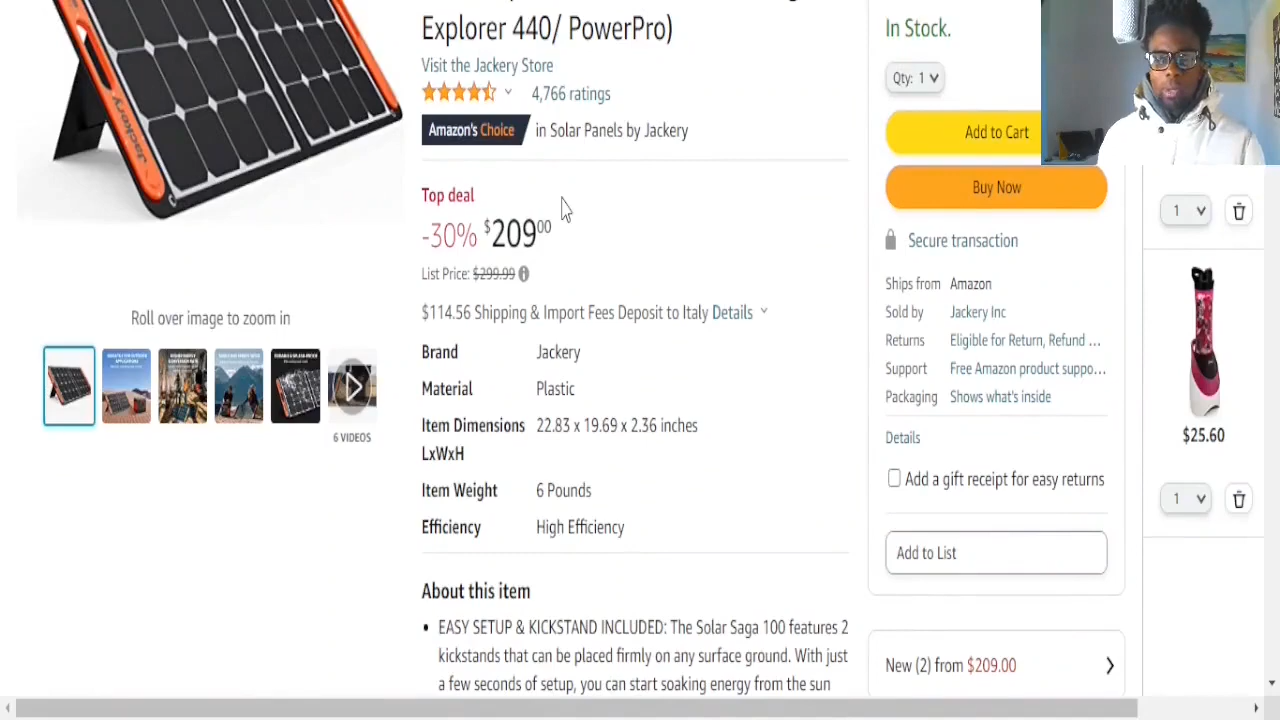 Explorer 440/ PowerPro)
Visit the Jackery Store
4,766 ratings
Amazon's Choice in Solar Panels by Jackery
Top deal
-30% $20900
List Price: $299.99
$114.56 Shipping & Import Fees Deposit to Italy Details
Brand Jackery
Material Plastic
Item Dimensions 22.83 x 19.69 x 2.36 inches
LxWxH
Item Weight 6 Pounds
Efficiency High Efficiency
About this item
• EASY SETUP & KICKSTAND INCLUDED: The Solar Saga 100 features 2
kickstands that can be placed firmly on any surface ground. With just
a few seconds of setup, you can start soaking energy from the sun
Jackery
Roll over image to zoom in
6 VIDEOS
In Stock.
Qty: 1
Add to Cart
Buy Now
Secure transaction
Ships from Amazon
Sold by Jackery Inc
Returns Eligible for Return, Refund ...
Support Free Amazon product suppo...
Packaging Shows what's inside
Details
Add a gift receipt for easy returns
Add to List
New (2) from $209.00
1
$25.60
1